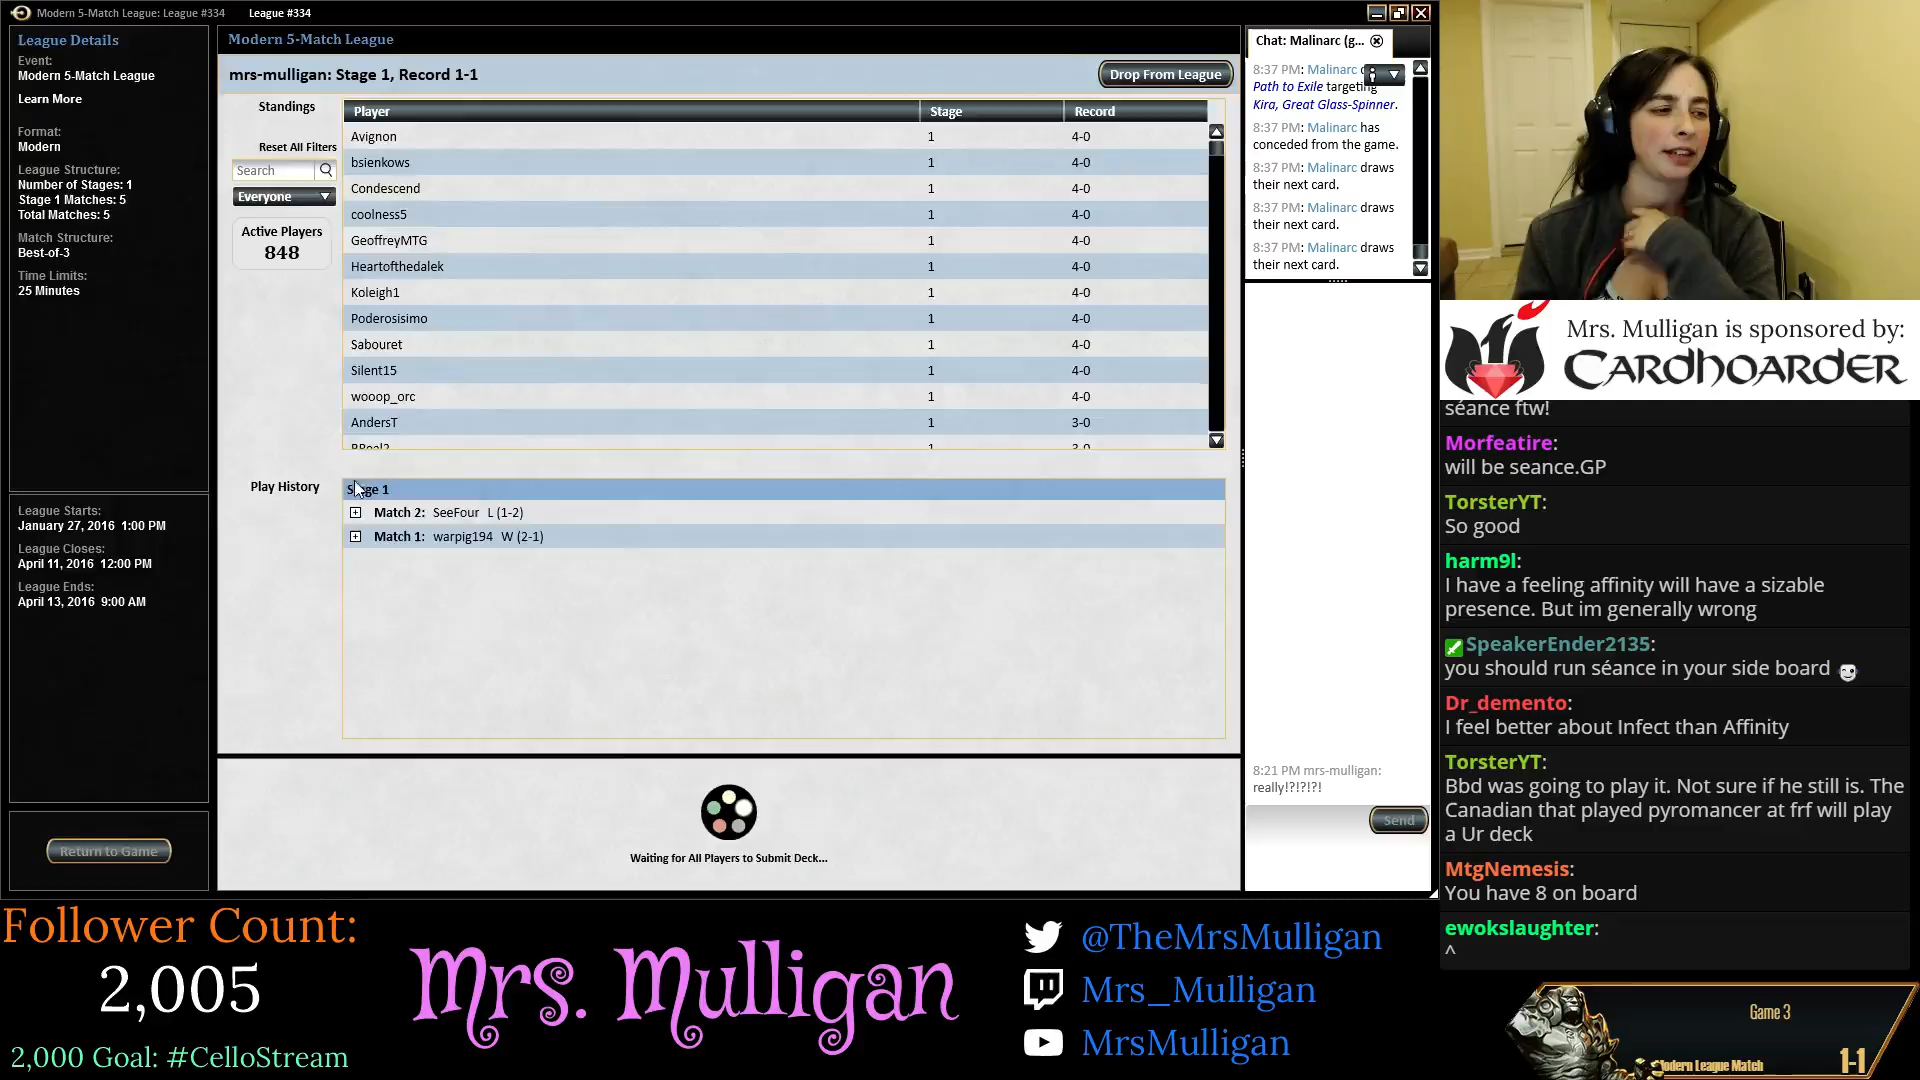 Modern 5-Match League: League #334
League #334
League Details
Event:
Modern 5-Match League
Learn More
Format:
Modern
League Structure:
Number of Stages: 1
Stage 1 Matches: 5
Total Matches: 5
Match Structure:
Best-of-3
Time Limits:
25 Minutes
League Starts:
January 27, 2016 1:00 PM
League Closes:
April 11, 2016 12:00 PM
League Ends:
April 13, 2016 9:00 AM
Return to Game
Modern 5-Match League
mrs-mulligan: Stage 1, Record 1-1
Drop From League
Standings
Reset All Filters
Search
Everyone
Active Players
848
Player Stage Record
Avignon 1 4-0
bsienkows 1 4-0
Condescend 1 4-0
coolness5 1 4-0
GeoffreyMTG 1 4-0
Heartofthedalek 1 4-0
Koleigh1 1 4-0
Poderosisimo 1 4-0
Sabouret 1 4-0
Silent15 1 4-0
wooop_orc 1 4-0
AndersT 1 3-0
Play History
Stage 1
Match 2: SeeFour L (1-2)
Match 1: warpig194 W (2-1)
Waiting for All Players to Submit Deck...
Chat: Malinarc (g...
8:37 PM: Malinarc
Path to Exile targeting
Kira, Great Glass-Spinner.
8:37 PM: Malinarc has
conceded from the game.
8:37 PM: Malinarc draws
their next card.
8:37 PM: Malinarc draws
their next card.
8:37 PM: Malinarc draws
their next card.
8:21 PM mrs-mulligan:
really!?!?!?!
Send
Mrs. Mulligan is sponsored by:
CARDHOARDER
séance ftw!
Morfeatire:
will be seance.GP
TorsterYT:
So good
harm9l:
I have a feeling affinity will have a sizable
presence. But im generally wrong
SpeakerEnder2135:
you should run séance in your side board
Dr_demento:
I feel better about Infect than Affinity
TorsterYT:
Bbd was going to play it. Not sure if he still is. The
Canadian that played pyromancer at frf will play
a Ur deck
MtgNemesis:
You have 8 on board
ewokslaughter:
^
Follower Count:
2,005
2,000 Goal: #CelloStream
Mrs. Mulligan
@TheMrsMulligan
Mrs_Mulligan
MrsMulligan
Game 3
Modern League Match
1-1